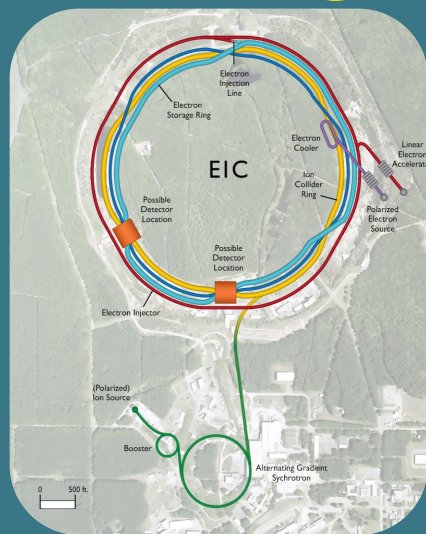 Electron
Injection
Line
Electron
Storage Ring
Electron
Cooler
Linear
Electron
Accelerat
EIC
Ion
Collider
Ring
Possible
Detector
Location
Polarized
Electron
Source
Possible
Detector
Location
Electron Injector
(Polarized)
Ion Source
Booster
Alternating Gradient
Sychrotron
0 500 ft.